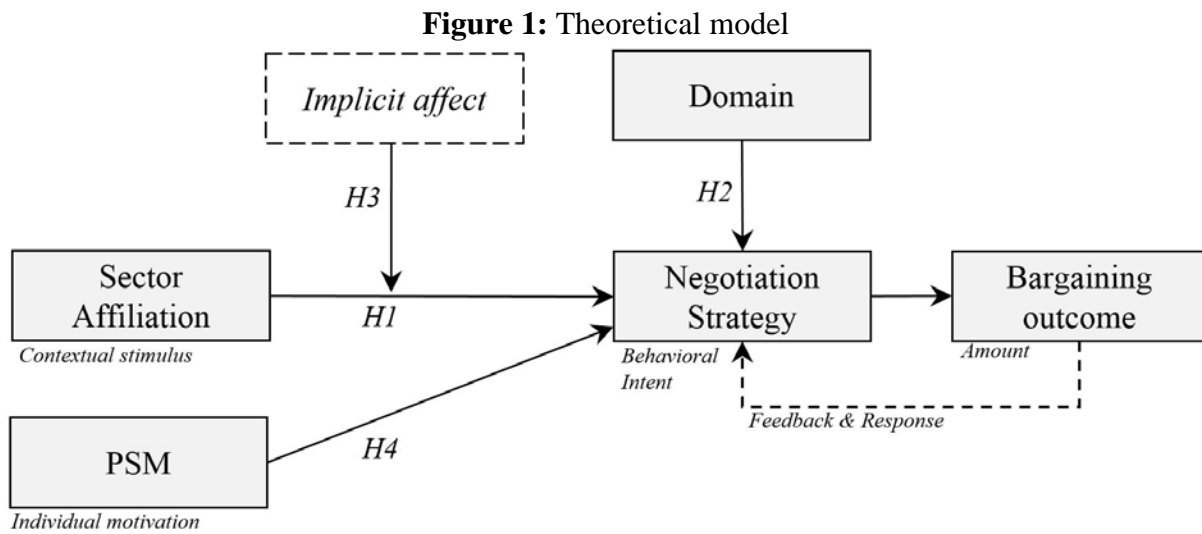 Figure 1: Theoretical model
Implicit affect
Domain
H3
H2
Sector
Affiliation
Contextual stimulus
H1
Negotiation
Strategy
Behavioral
Intent
Bargaining
outcome
Amount
Feedback & Response
H4
PSM
Individual motivation